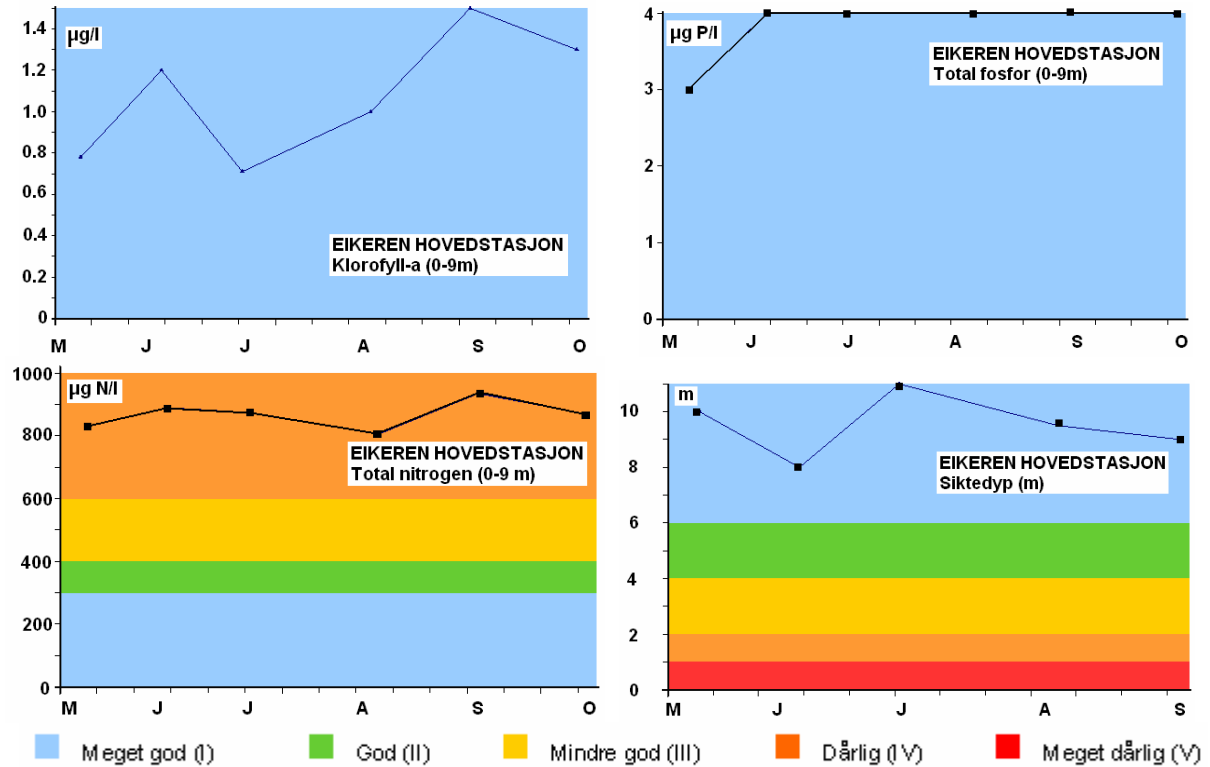 µg/l
1.4
1.2
1.0
0.8
0.6
0.4
0.2
0
EIKEREN HOVEDSTASJON
Klorofyll-a (0-9m)
M J J A S O
µg P/l
4
3
2
1
0
EIKEREN HOVEDSTASJON
Total fosfor (0-9m)
M J J A S O
µg N/l
1000
800
600
400
200
0
EIKEREN HOVEDSTASJON
Total nitrogen (0-9 m)
M J J A S O
m
10
8
6
4
2
0
EIKEREN HOVEDSTASJON
Siktedyp (m)
M J J A S
Meget god (I) God (II) Mindre god (III) Dårlig (IV) Meget dårlig (V)